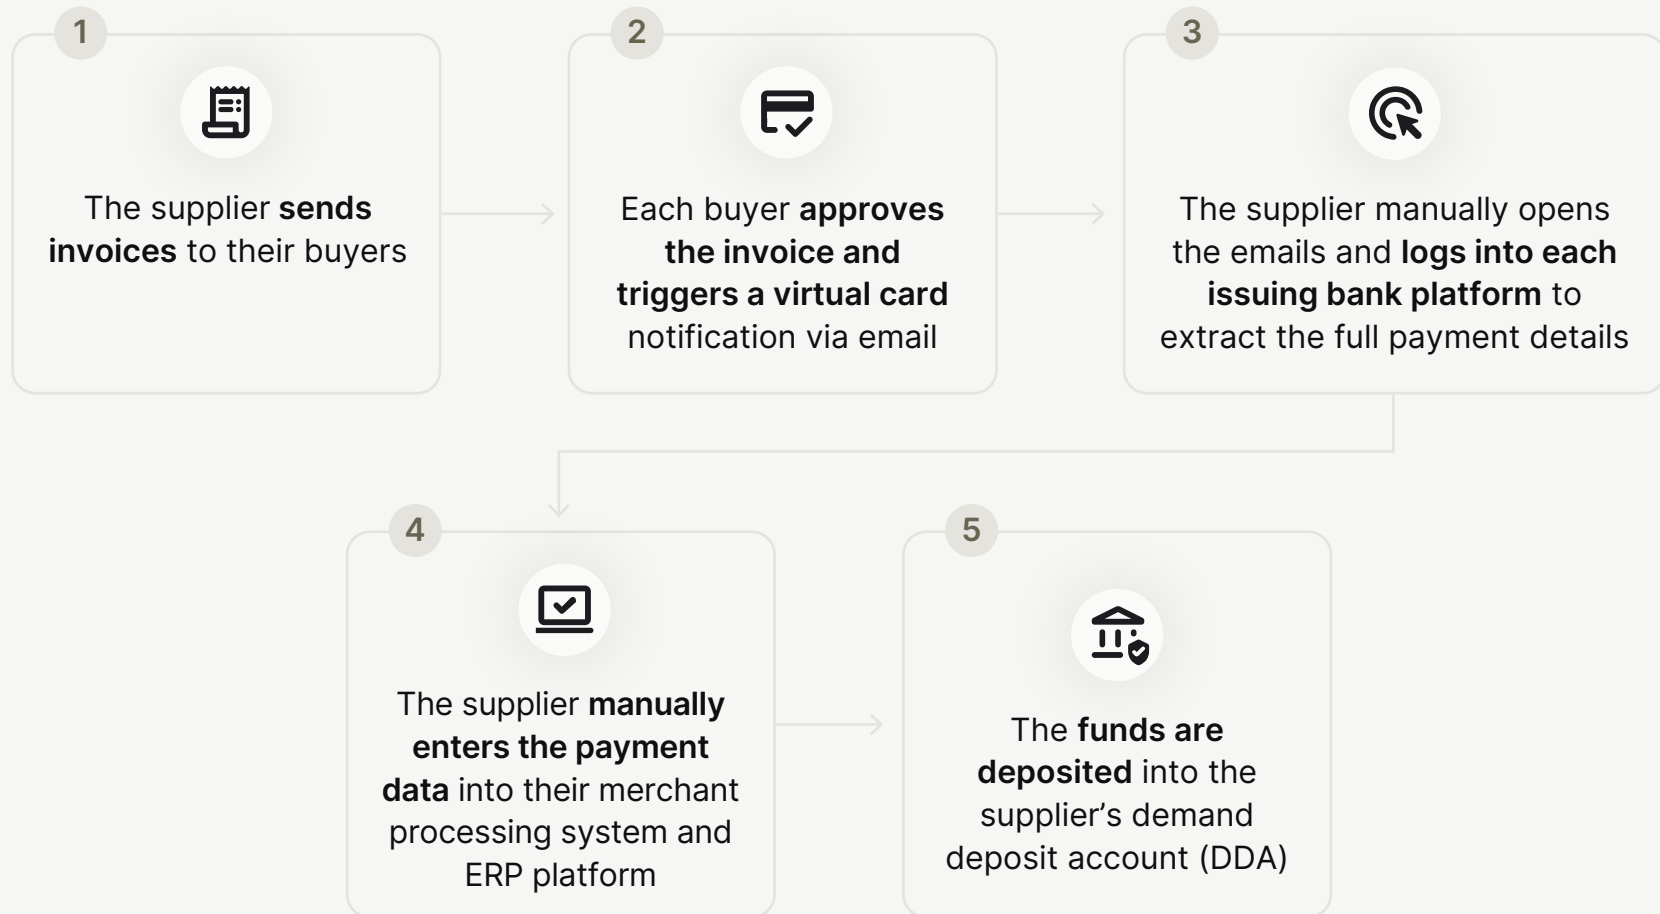 1
The supplier sends
invoices to their buyers
2
Each buyer approves
the invoice and
triggers a virtual card
notification via email
3
The supplier manually opens
the emails and logs into each
issuing bank platform to
extract the full payment details
4
The supplier manually
enters the payment
data into their merchant
processing system and
ERP platform
5
The funds are
deposited into the
supplier’s demand
deposit account (DDA)